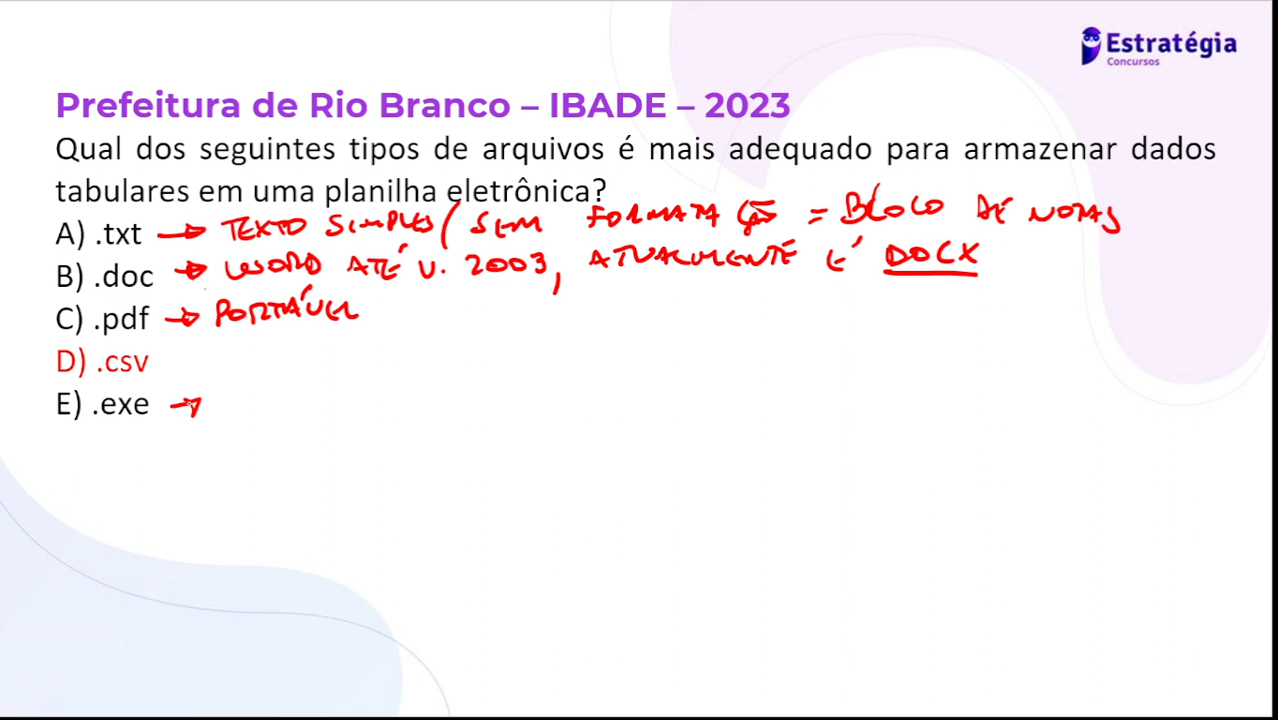 Estratégia
Concursos
Prefeitura de Rio Branco – IBADE – 2023
Qual dos seguintes tipos de arquivos é mais adequado para armazenar dados
tabulares em uma planilha eletrônica?
A) .txt → TEXTO SIMPLES / SEM FORMATAÇÃO = BLOCO DE NOTAS
B) .doc → WORD ATÉ V. 2003, ATUALMENTE É DOCX
C) .pdf → PORTÁVEL
D) .csv
E) .exe →